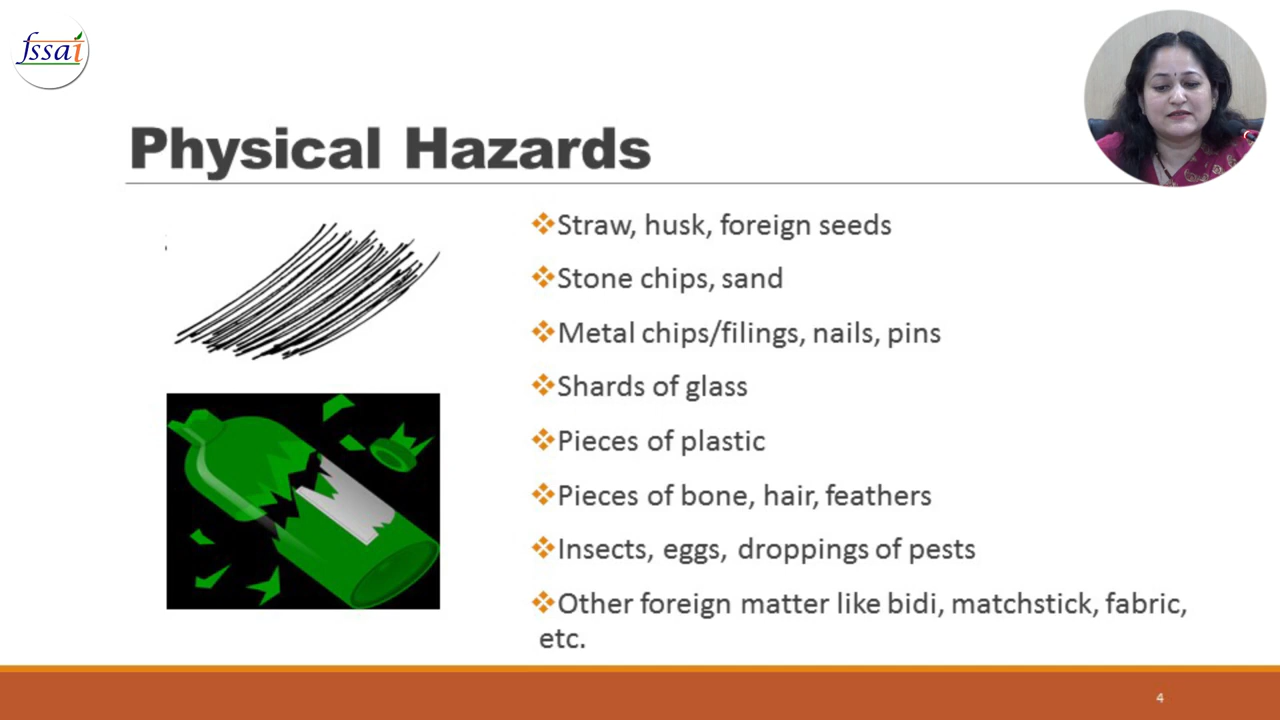 fssai
Physical Hazards
Straw, husk, foreign seeds
Stone chips, sand
Metal chips/filings, nails, pins
Shards of glass
Pieces of plastic
Pieces of bone, hair, feathers
Insects, eggs, droppings of pests
Other foreign matter like bidi, matchstick, fabric,
etc.
4